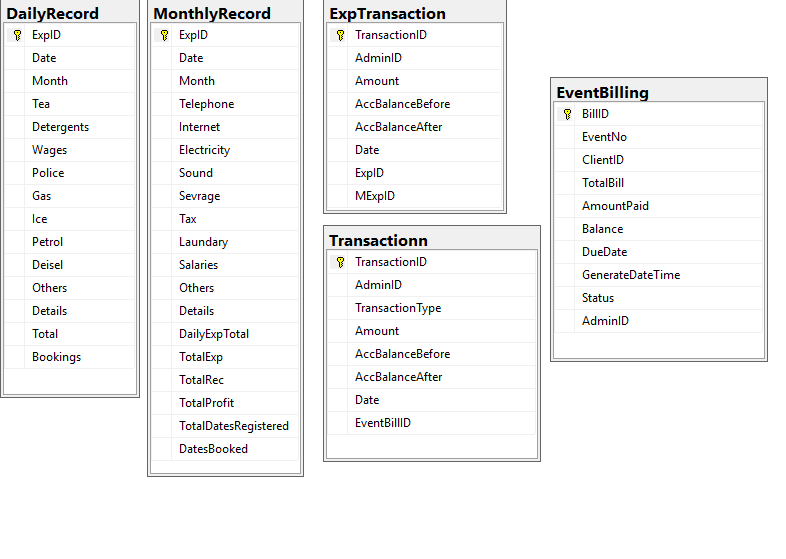 DailyRecord
ExpID
Date
Month
Tea
Detergents
Wages
Police
Gas
Ice
Petrol
Deisel
Others
Details
Total
Bookings
MonthlyRecord
ExpID
Date
Month
Telephone
Internet
Electricity
Sound
Sevrage
Tax
Laundary
Salaries
Others
Details
DailyExpTotal
TotalExp
TotalRec
TotalProfit
TotalDatesRegistered
DatesBooked
ExpTransaction
TransactionID
AdminID
Amount
AccBalanceBefore
AccBalanceAfter
Date
ExpID
MExpID
Transactionn
TransactionID
AdminID
TransactionType
Amount
AccBalanceBefore
AccBalanceAfter
Date
EventBillID
EventBilling
BillID
EventNo
ClientID
TotalBill
AmountPaid
Balance
DueDate
GenerateDateTime
Status
AdminID